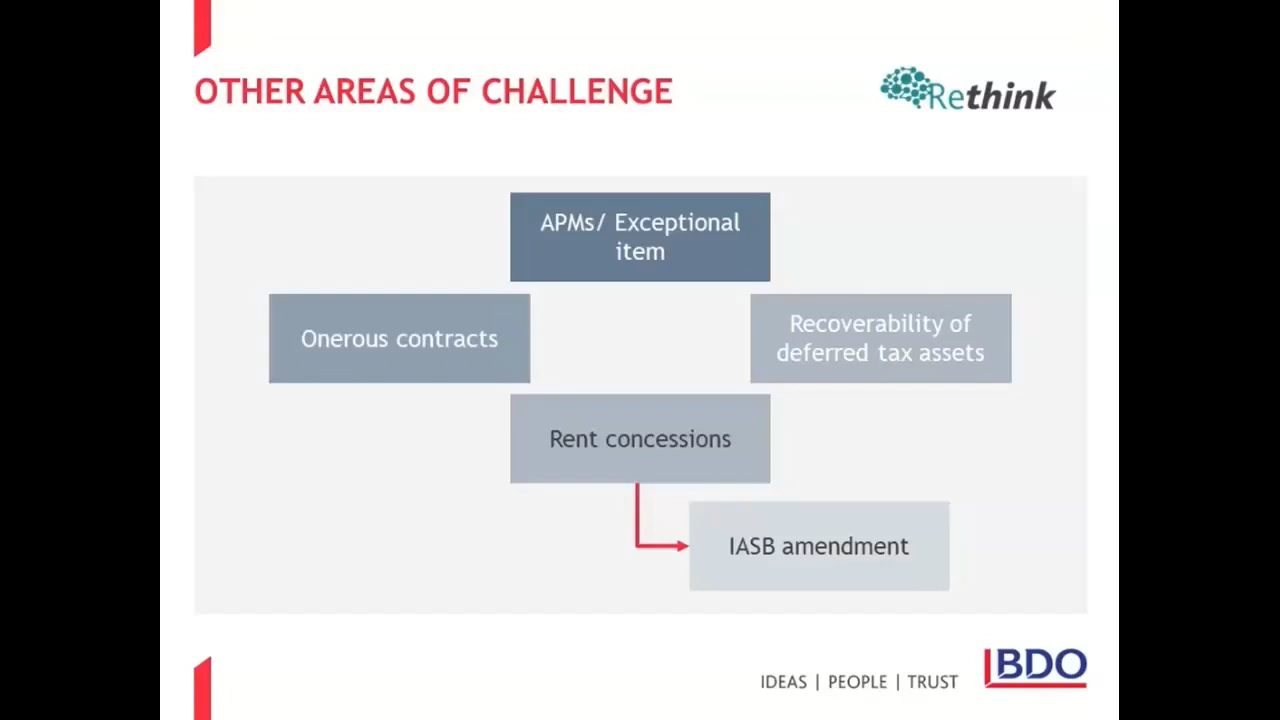 OTHER AREAS OF CHALLENGE
Rethink
APMs/ Exceptional
item
Onerous contracts
Recoverability of
deferred tax assets
Rent concessions
IASB amendment
IDEAS | PEOPLE | TRUST
BDO